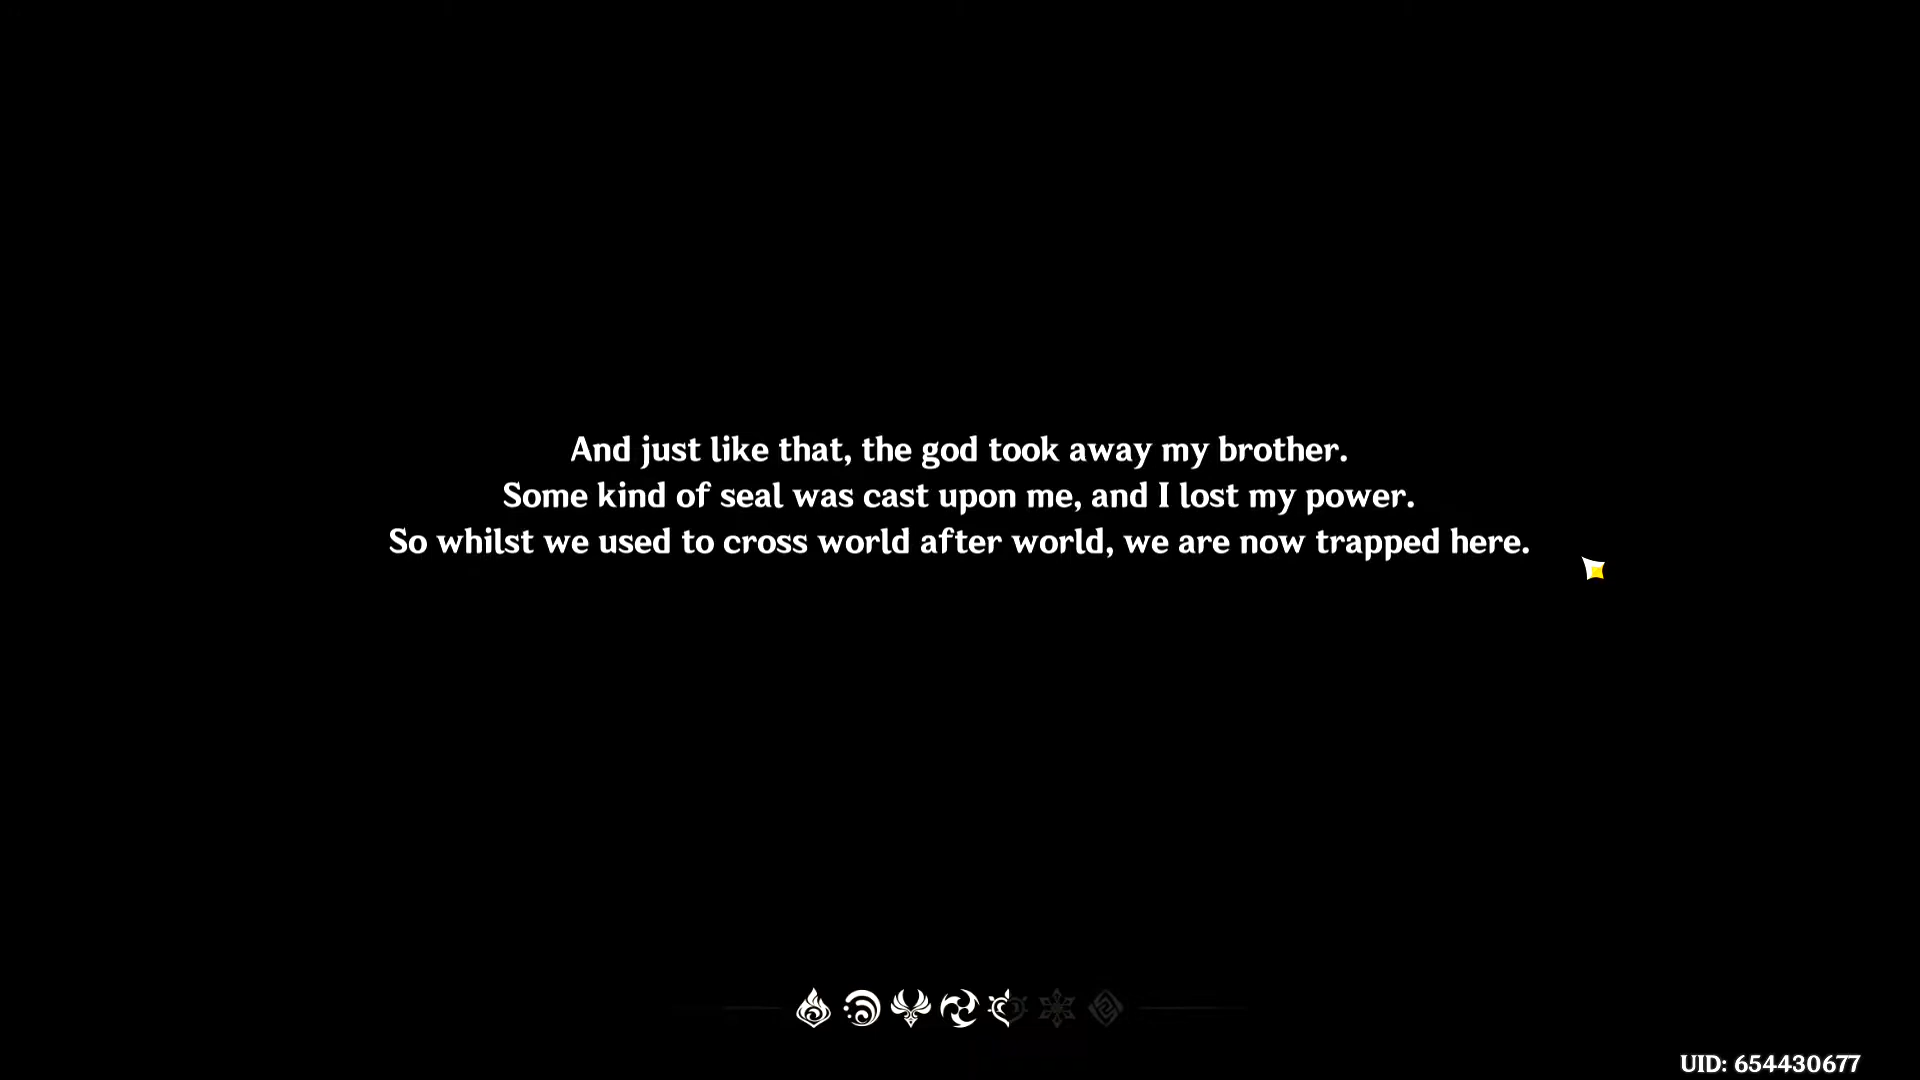 And just like that, the god took away my brother.
Some kind of seal was cast upon me, and I lost my power.
So whilst we used to cross world after world, we are now trapped here.
UID: 654430677